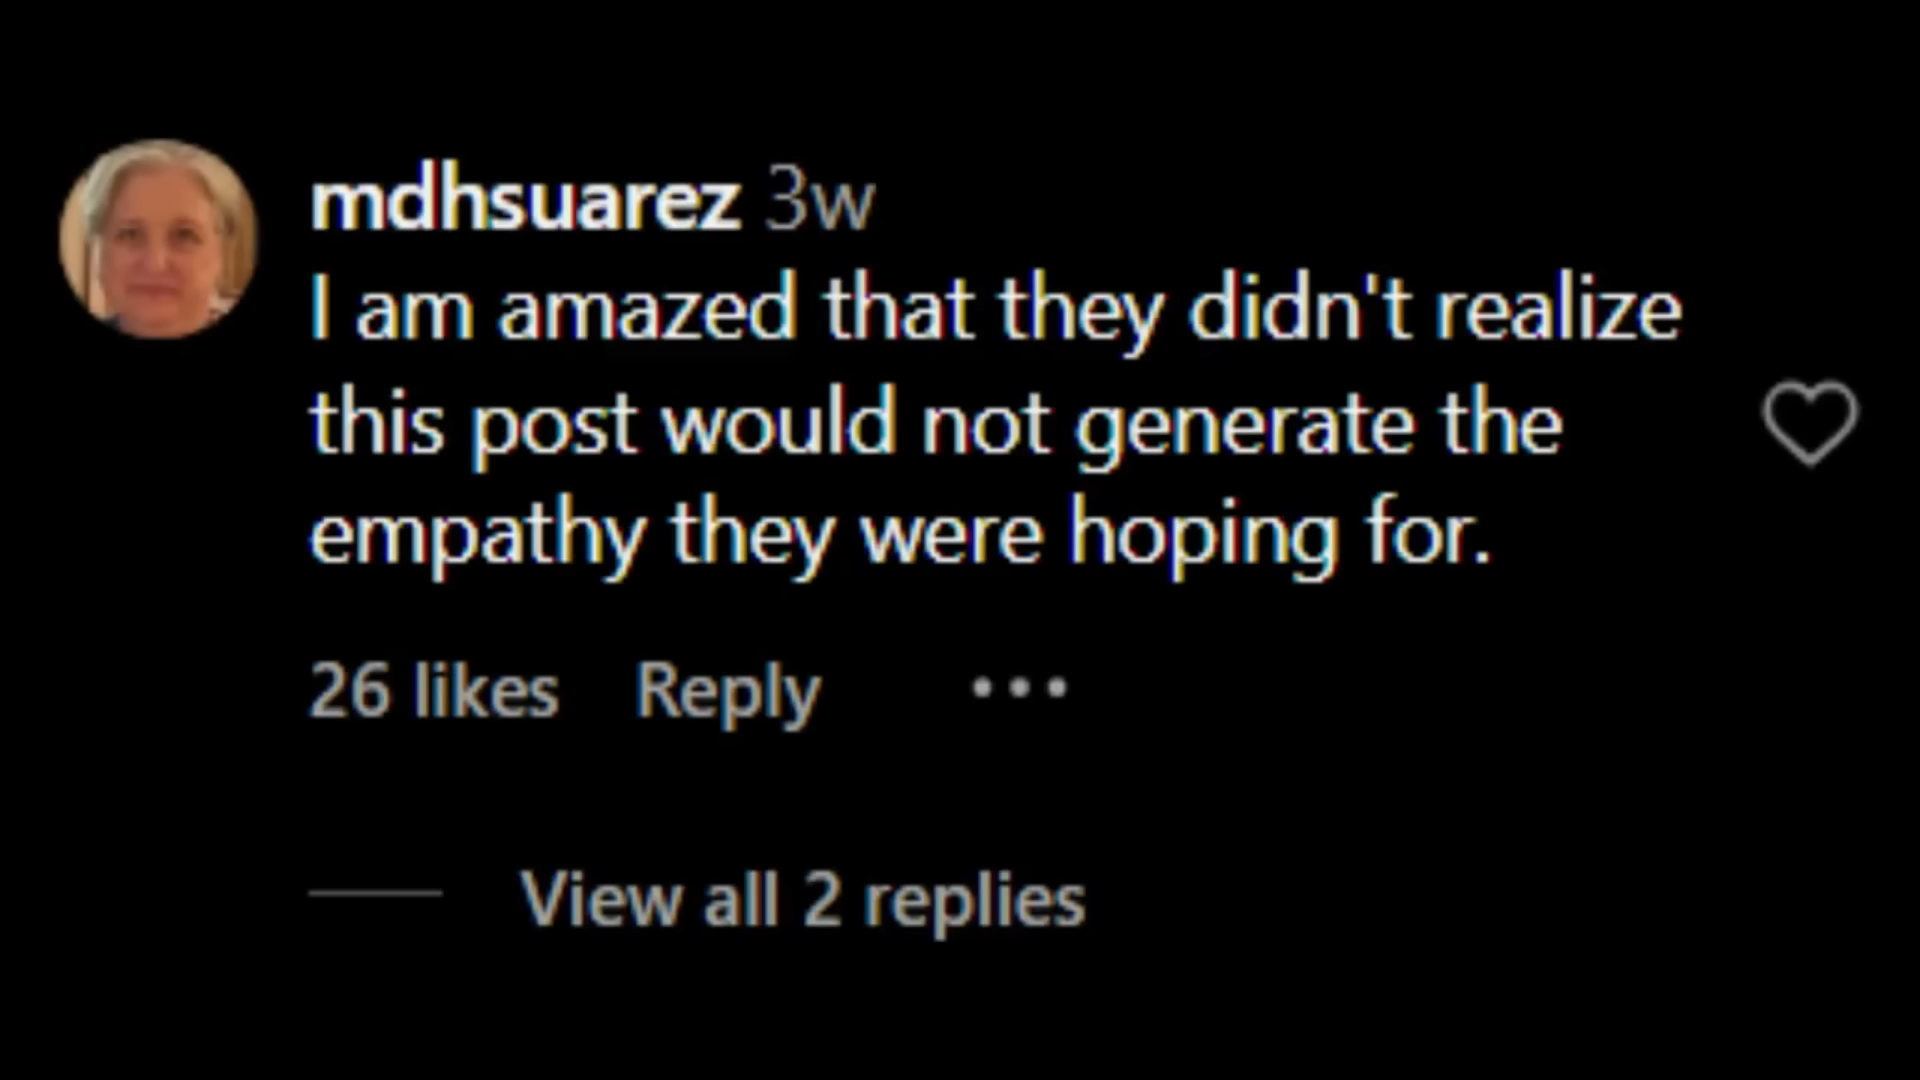 mdhsuarez 3w
I am amazed that they didn't realize
this post would not generate the
empathy they were hoping for.
26 likes Reply •••
View all 2 replies